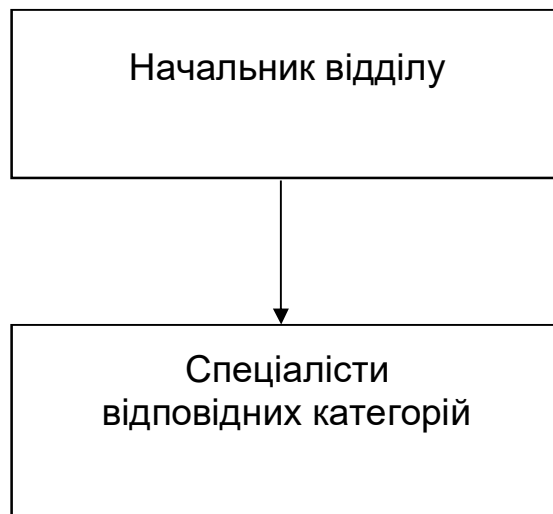 Начальник відділу
Спеціалісти
відповідних категорій